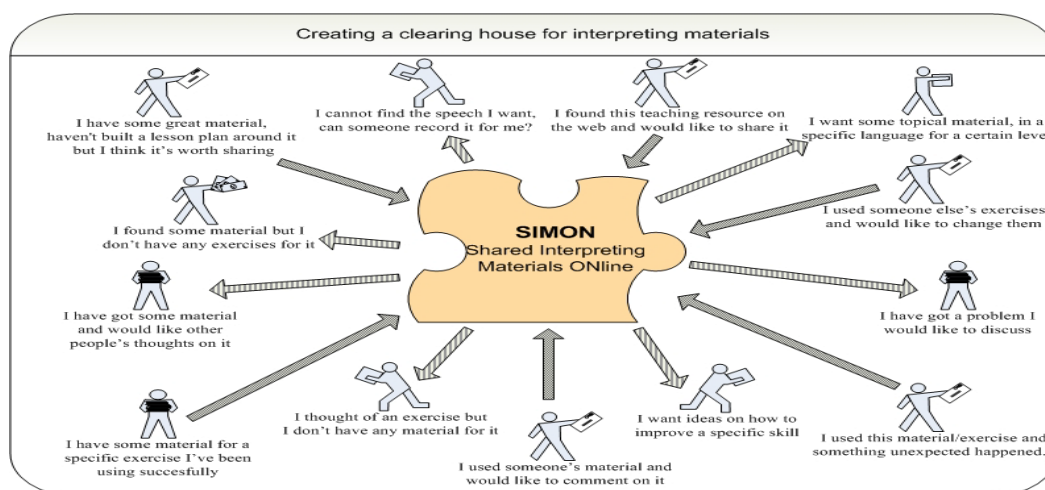 Creating a clearing house for interpreting materials
I have some great material,
haven't built a lesson plan around it
but I think it's worth sharing
I cannot find the speech I want,
can someone record it for me?
I found this teaching resource on
the web and would like to share it
I want some topical material, in a
specific language for a certain leve
I found some material but I
don't have any exercises for it
SIMON
Shared Interpreting
Materials ONline
I used someone else's exercises
and would like to change them
I have got some material
and would like other
people's thoughts on it
I have got a problem I
would like to discuss
I have some material for a
specific exercise I've been
using succesfully
I thought of an exercise but
I don't have any material for it
I used someone's material and
would like to comment on it
I want ideas on how to
improve a specific skill
I used this material/exercise and
something unexpected happened.